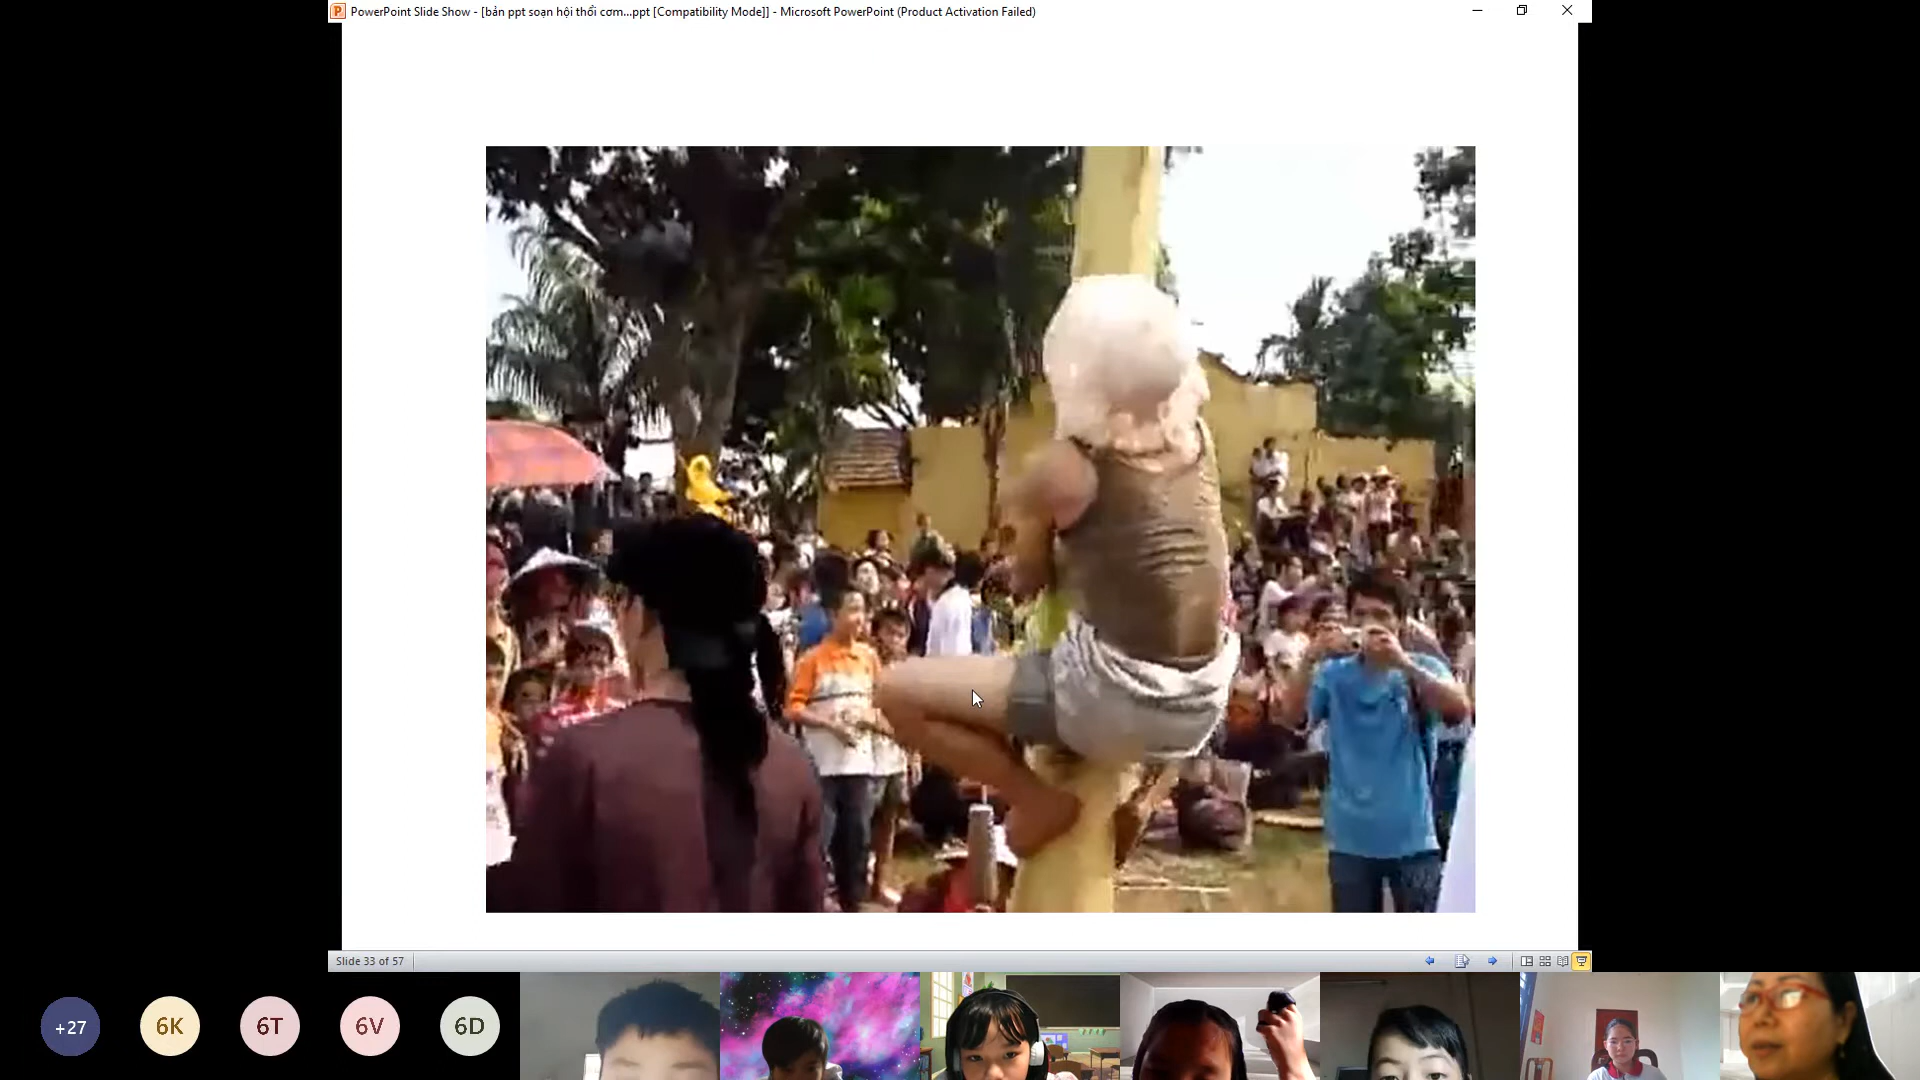 PowerPoint Slide Show - [bản ppt soạn hội thổi cơm...ppt [Compatibility Mode]] - Microsoft PowerPoint (Product Activation Failed)
Slide 33 of 57
+27
6K
6T
6V
6D